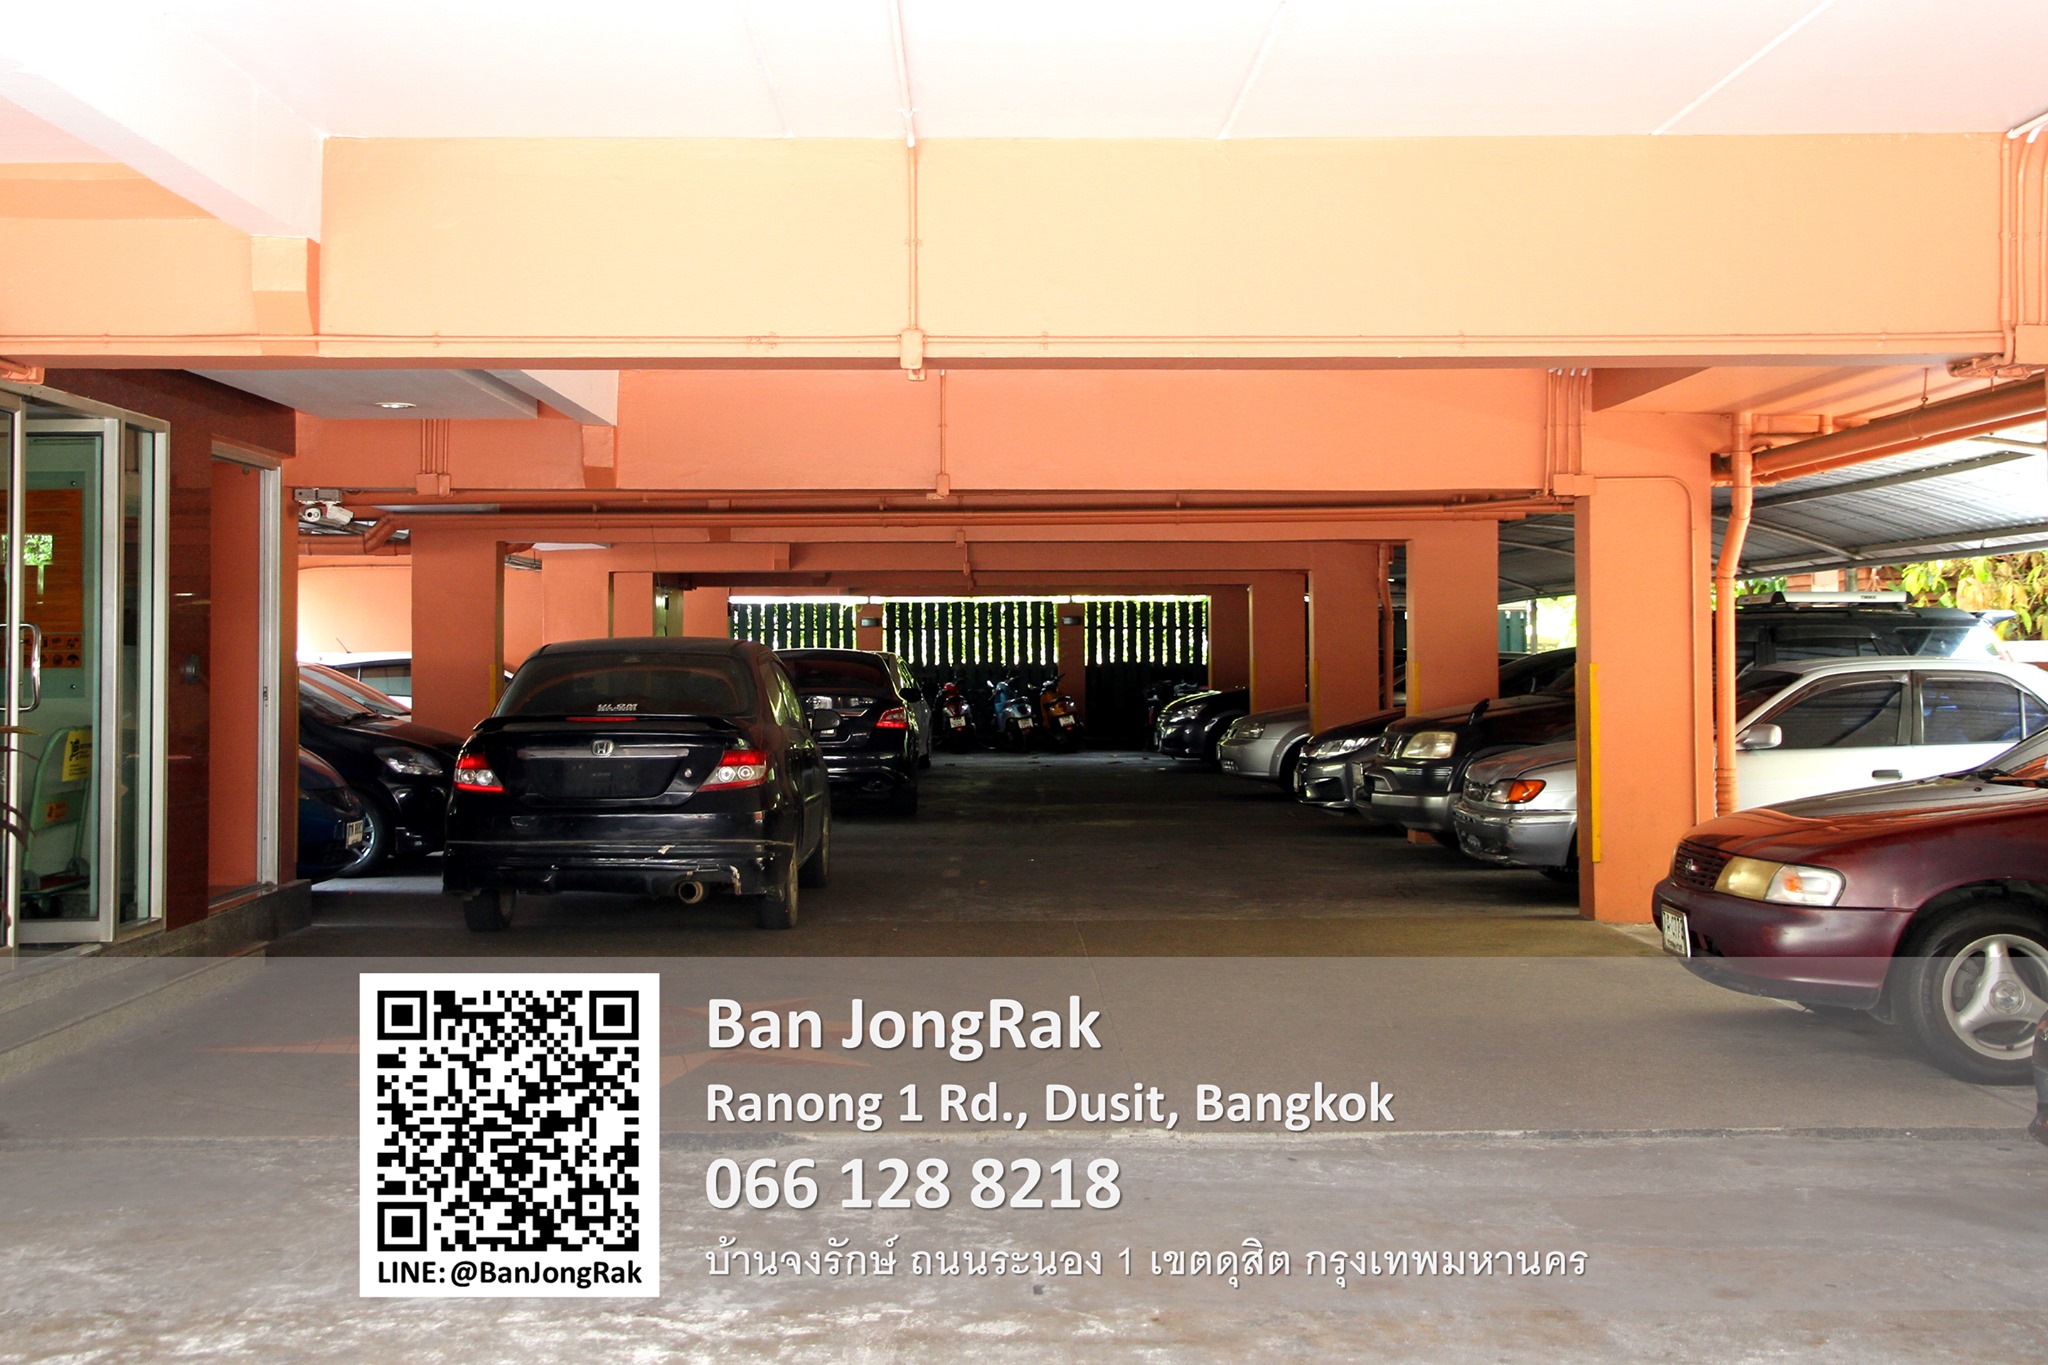 Ban JongRak
Ranong 1 Rd., Dusit, Bangkok
066 128 8218
บ้านจงรักษ์ ถนนระนอง 1 เขตดุสิต กรุงเทพมหานคร
LINE: @BanJongRak